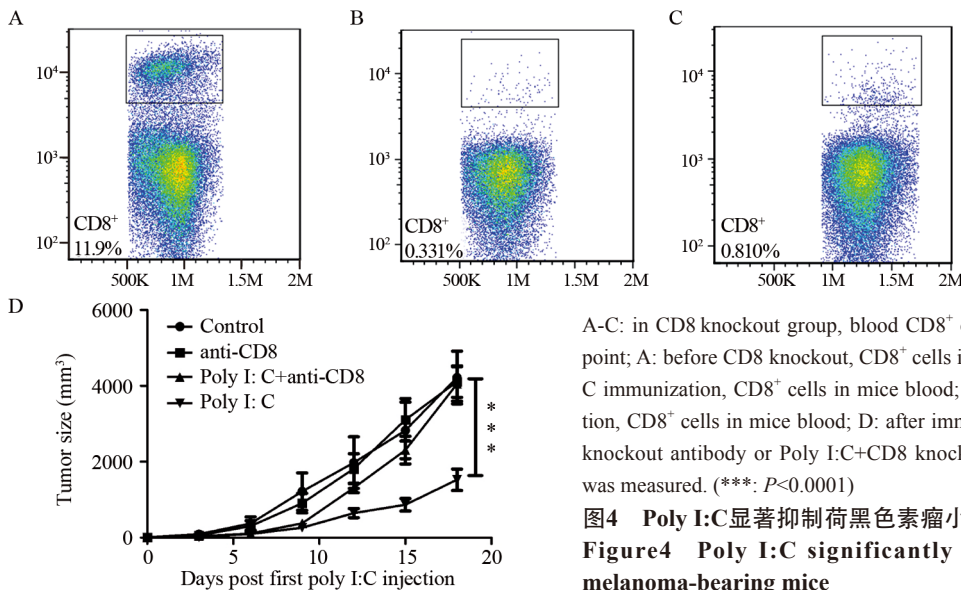 A
B
C
10⁴
10³
10²
CD8⁺
11.9%
500K 1M 1.5M 2M
10⁴
10³
10²
CD8⁺
0.331%
500K 1M 1.5M 2M
10⁴
10³
10²
CD8⁺
0.810%
500K 1M 1.5M 2M
D
6000
4000
2000
0
Tumor size (mm³)
Control
anti-CD8
Poly I: C+anti-CD8
Poly I: C
***
0 5 10 15 20
Days post first poly I:C injection
A-C: in CD8 knockout group, blood CD8⁺
point; A: before CD8 knockout, CD8⁺ cells i
C immunization, CD8⁺ cells in mice blood;
tion, CD8⁺ cells in mice blood; D: after imm
knockout antibody or Poly I:C+CD8 knock
was measured. (***: P<0.0001)
图4 Poly I:C显著抑制荷黑色素瘤小
Figure4 Poly I:C significantly
melanoma-bearing mice